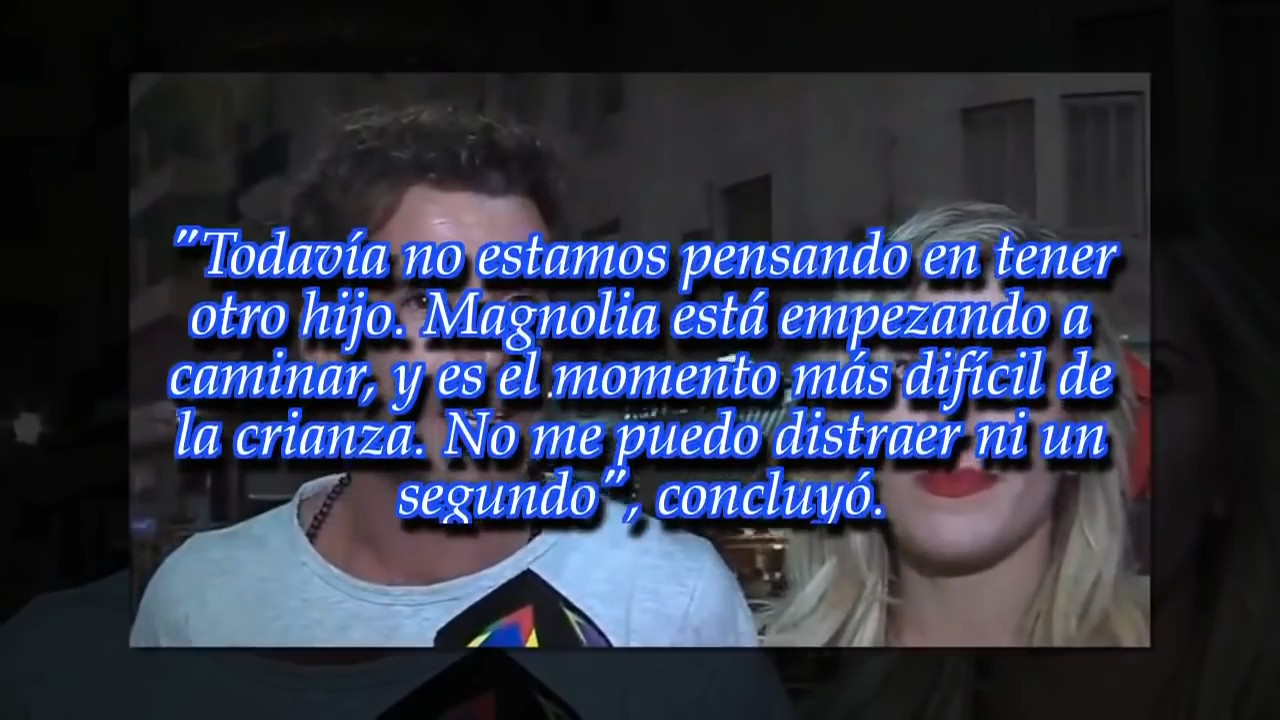 "Todavía no estamos pensando en tener
otro hijo. Magnolia está empezando a
caminar, y es el momento más difícil de
la crianza. No me puedo distraer ni un
segundo", concluyó.